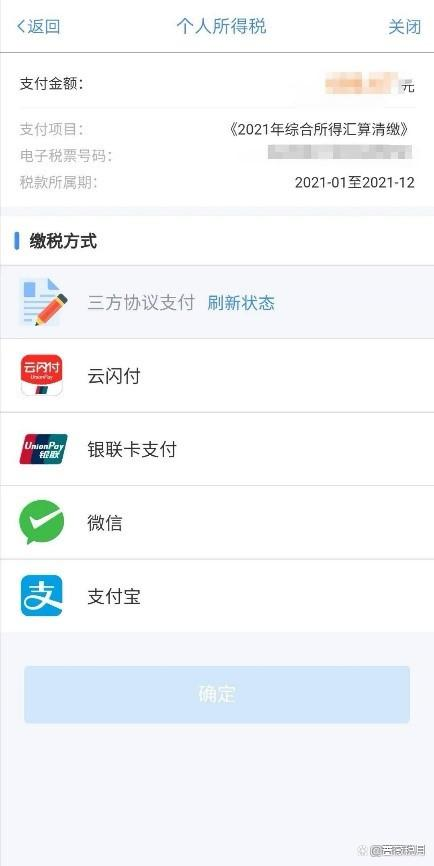 返回 个人所得税 关闭
支付金额： 元
支付项目： 《2021年综合所得汇算清缴》
电子税票号码：
税款所属期： 2021-01至2021-12
缴税方式
三方协议支付 刷新状态
云闪付
UnionPay
云闪付
UnionPay
银联
银联卡支付
微信
支
支付宝
确定